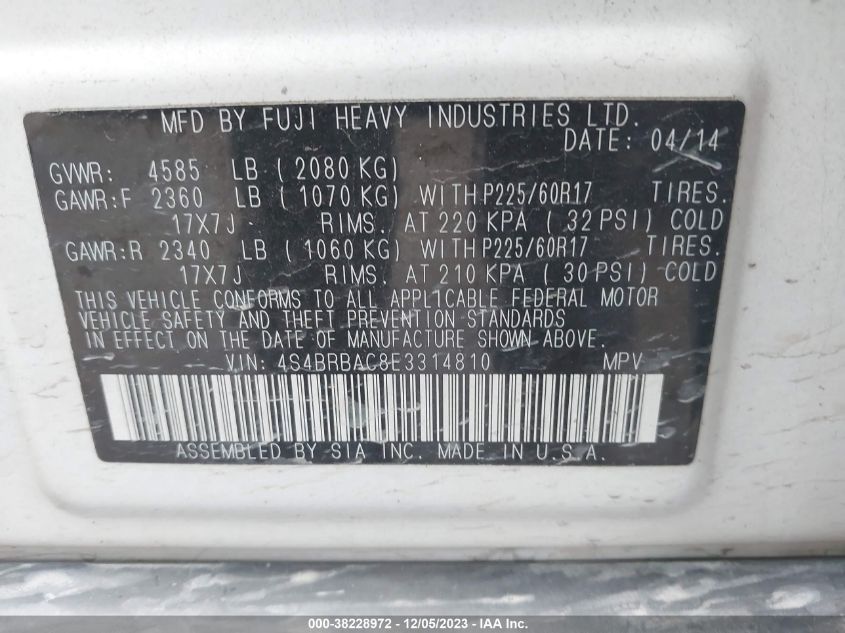 MFD BY FUJI HEAVY INDUSTRIES LTD.
DATE: 04/14
GVWR: 4585 LB ( 2080 KG)
GAWR:F 2360 LB ( 1070 KG) WITH P225/60R17 TIRES.
17X7J RIMS. AT 220 KPA ( 32 PSI) COLD
GAWR:R 2340 LB ( 1060 KG) WITH P225/60R17 TIRES.
17X7J RIMS. AT 210 KPA ( 30 PSI) COLD
THIS VEHICLE CONFORMS TO ALL APPLICABLE FEDERAL MOTOR
VEHICLE SAFETY AND THEFT PREVENTION STANDARDS
IN EFFECT ON THE DATE OF MANUFACTURE SHOWN ABOVE.
VIN: 4S4BRBAC8E3314810 MPV
ASSEMBLED BY SIA INC. MADE IN U.S.A.
000-38228972 - 12/05/2023 - IAA Inc.